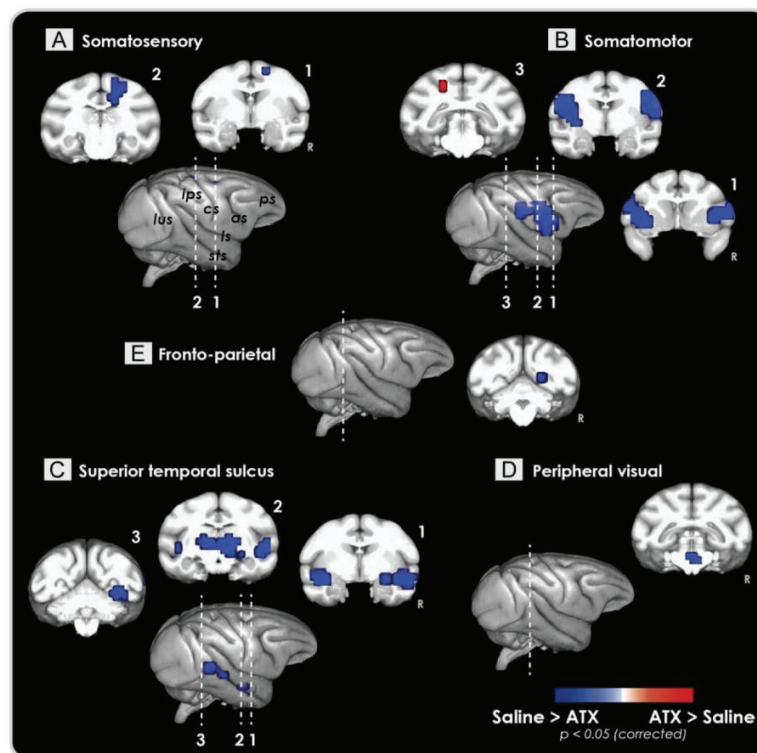 A Somatosensory
2
1
R
ips
cs
ps
lus
as
ls
sts
2 1
B Somatomotor
3
2
R
1
R
3 2 1
E Fronto-parietal
R
C Superior temporal sulcus
3
2
1
R
3 2 1
D Peripheral visual
R
Saline > ATX ATX > Saline
p < 0.05 (corrected)